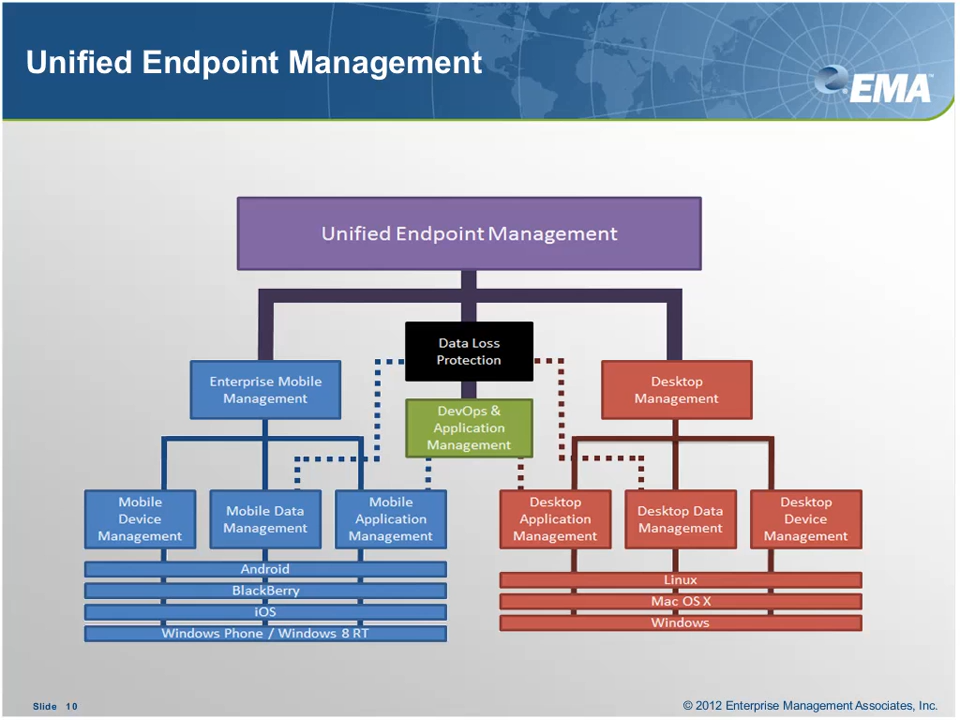 Unified Endpoint Management
EMA™
Unified Endpoint Management
Data Loss
Protection
Enterprise Mobile
Management
Desktop
Management
DevOps &
Application
Management
Mobile
Device
Management
Mobile Data
Management
Mobile
Application
Management
Desktop
Application
Management
Desktop Data
Management
Desktop
Device
Management
Android
BlackBerry
iOS
Windows Phone / Windows 8 RT
Linux
Mac OS X
Windows
Slide 10
© 2012 Enterprise Management Associates, Inc.